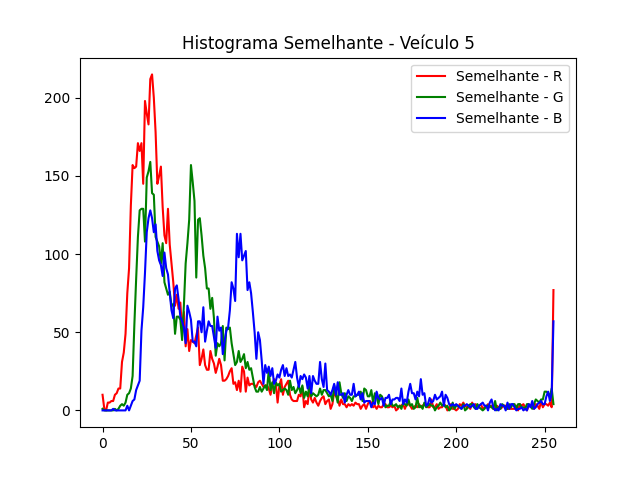 Histograma Semelhante - Veículo 5
Semelhante - R
Semelhante - G
Semelhante - B
200
150
100
50
0
0 50 100 150 200 250